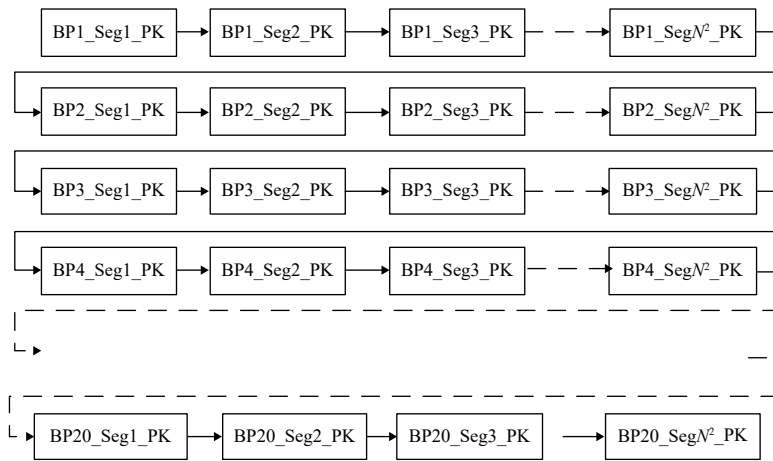 BP1_Seg1_PK BP1_Seg2_PK BP1_Seg3_PK BP1_SegN²_PK
BP2_Seg1_PK BP2_Seg2_PK BP2_Seg3_PK BP2_SegN²_PK
BP3_Seg1_PK BP3_Seg2_PK BP3_Seg3_PK BP3_SegN²_PK
BP4_Seg1_PK BP4_Seg2_PK BP4_Seg3_PK BP4_SegN²_PK
BP20_Seg1_PK BP20_Seg2_PK BP20_Seg3_PK BP20_SegN²_PK